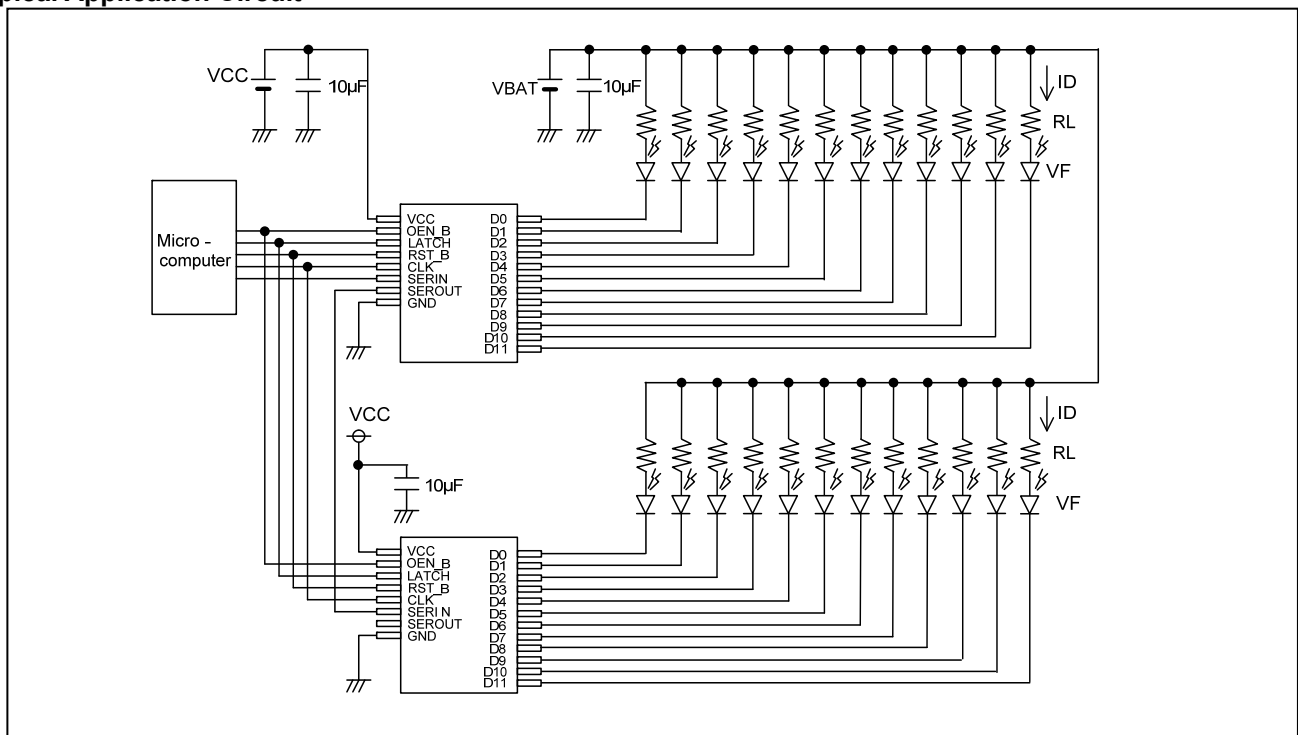 VCC
10µF
VBAT
10µF
ID
RL
VF
Micro -
computer
VCC
OEN_B
LATCH
RST_B
CLK
SERIN
SEROUT
GND
D0
D1
D2
D3
D4
D5
D6
D7
D8
D9
D10
D11
ID
RL
VF
VCC
10µF
VCC
OEN_B
LATCH
RST_B
CLK
SERIN
SEROUT
GND
D0
D1
D2
D3
D4
D5
D6
D7
D8
D9
D10
D11